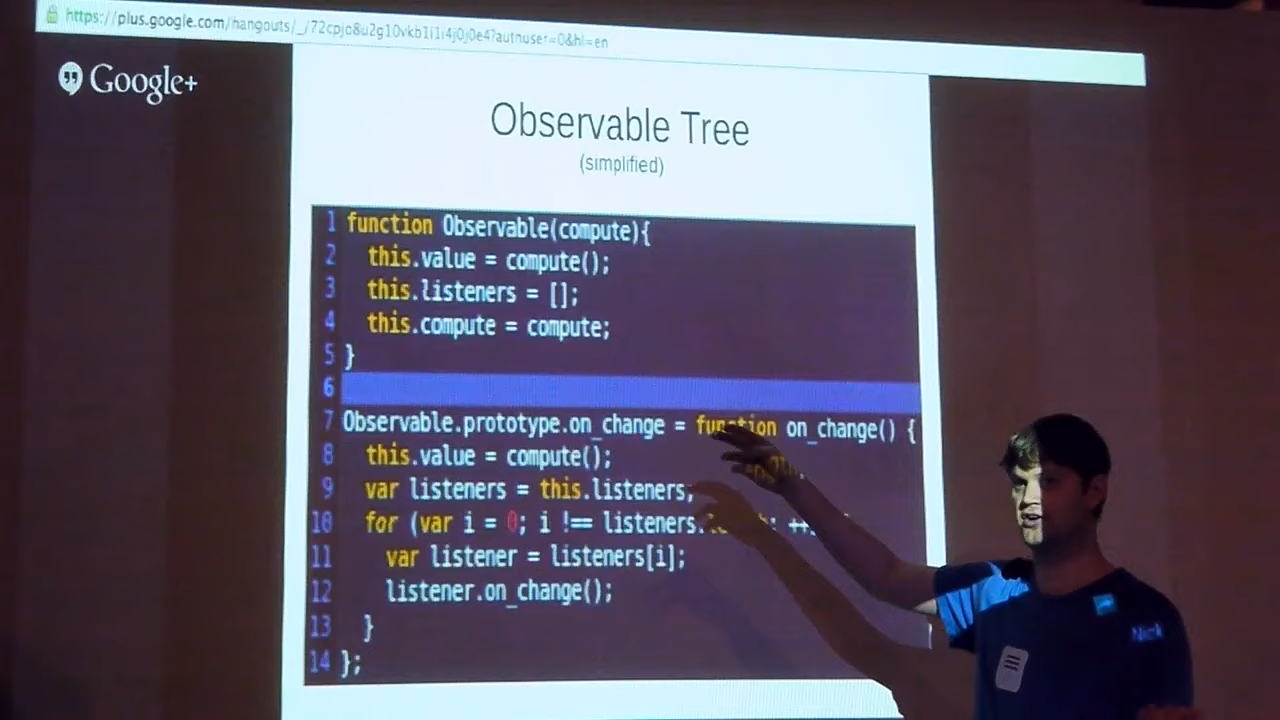 https://plus.google.com/hangouts/_/72cpjo8u2g10vkb1i1i4j0j0e4?authuser=0&hl=en
Google+
Observable Tree
(simplified)
1 function Observable(compute){
2 this.value = compute();
3 this.listeners = [];
4 this.compute = compute;
5 }
6
7 Observable.prototype.on_change = function on_change() {
8 this.value = compute();
9 var listeners = this.listeners,
10 for (var i = 0; i !== listeners.
11 var listener = listeners[i];
12 listener.on_change();
13 }
14 };
Nick